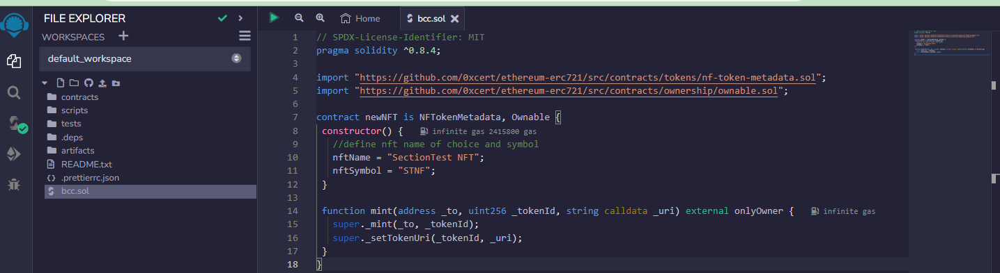 FILE EXPLORER
WORKSPACES
default_workspace
contracts
scripts
tests
.deps
artifacts
README.txt
.prettierrc.json
bcc.sol
Home
bcc.sol
1 // SPDX-License-Identifier: MIT
2 pragma solidity ^0.8.4;
3
4 import "https://github.com/0xcert/ethereum-erc721/src/contracts/tokens/nf-token-metadata.sol";
5 import "https://github.com/0xcert/ethereum-erc721/src/contracts/ownership/ownable.sol";
6
7 contract newNFT is NFTokenMetadata, Ownable {
8 constructor() { infinite gas 2415800 gas
9 //define nft name of choice and symbol
10 nftName = "SectionTest NFT";
11 nftSymbol = "STNF";
12 }
13
14 function mint(address _to, uint256 _tokenId, string calldata _uri) external onlyOwner { infinite gas
15 super._mint(_to, _tokenId);
16 super._setTokenUri(_tokenId, _uri);
17 }
18 }